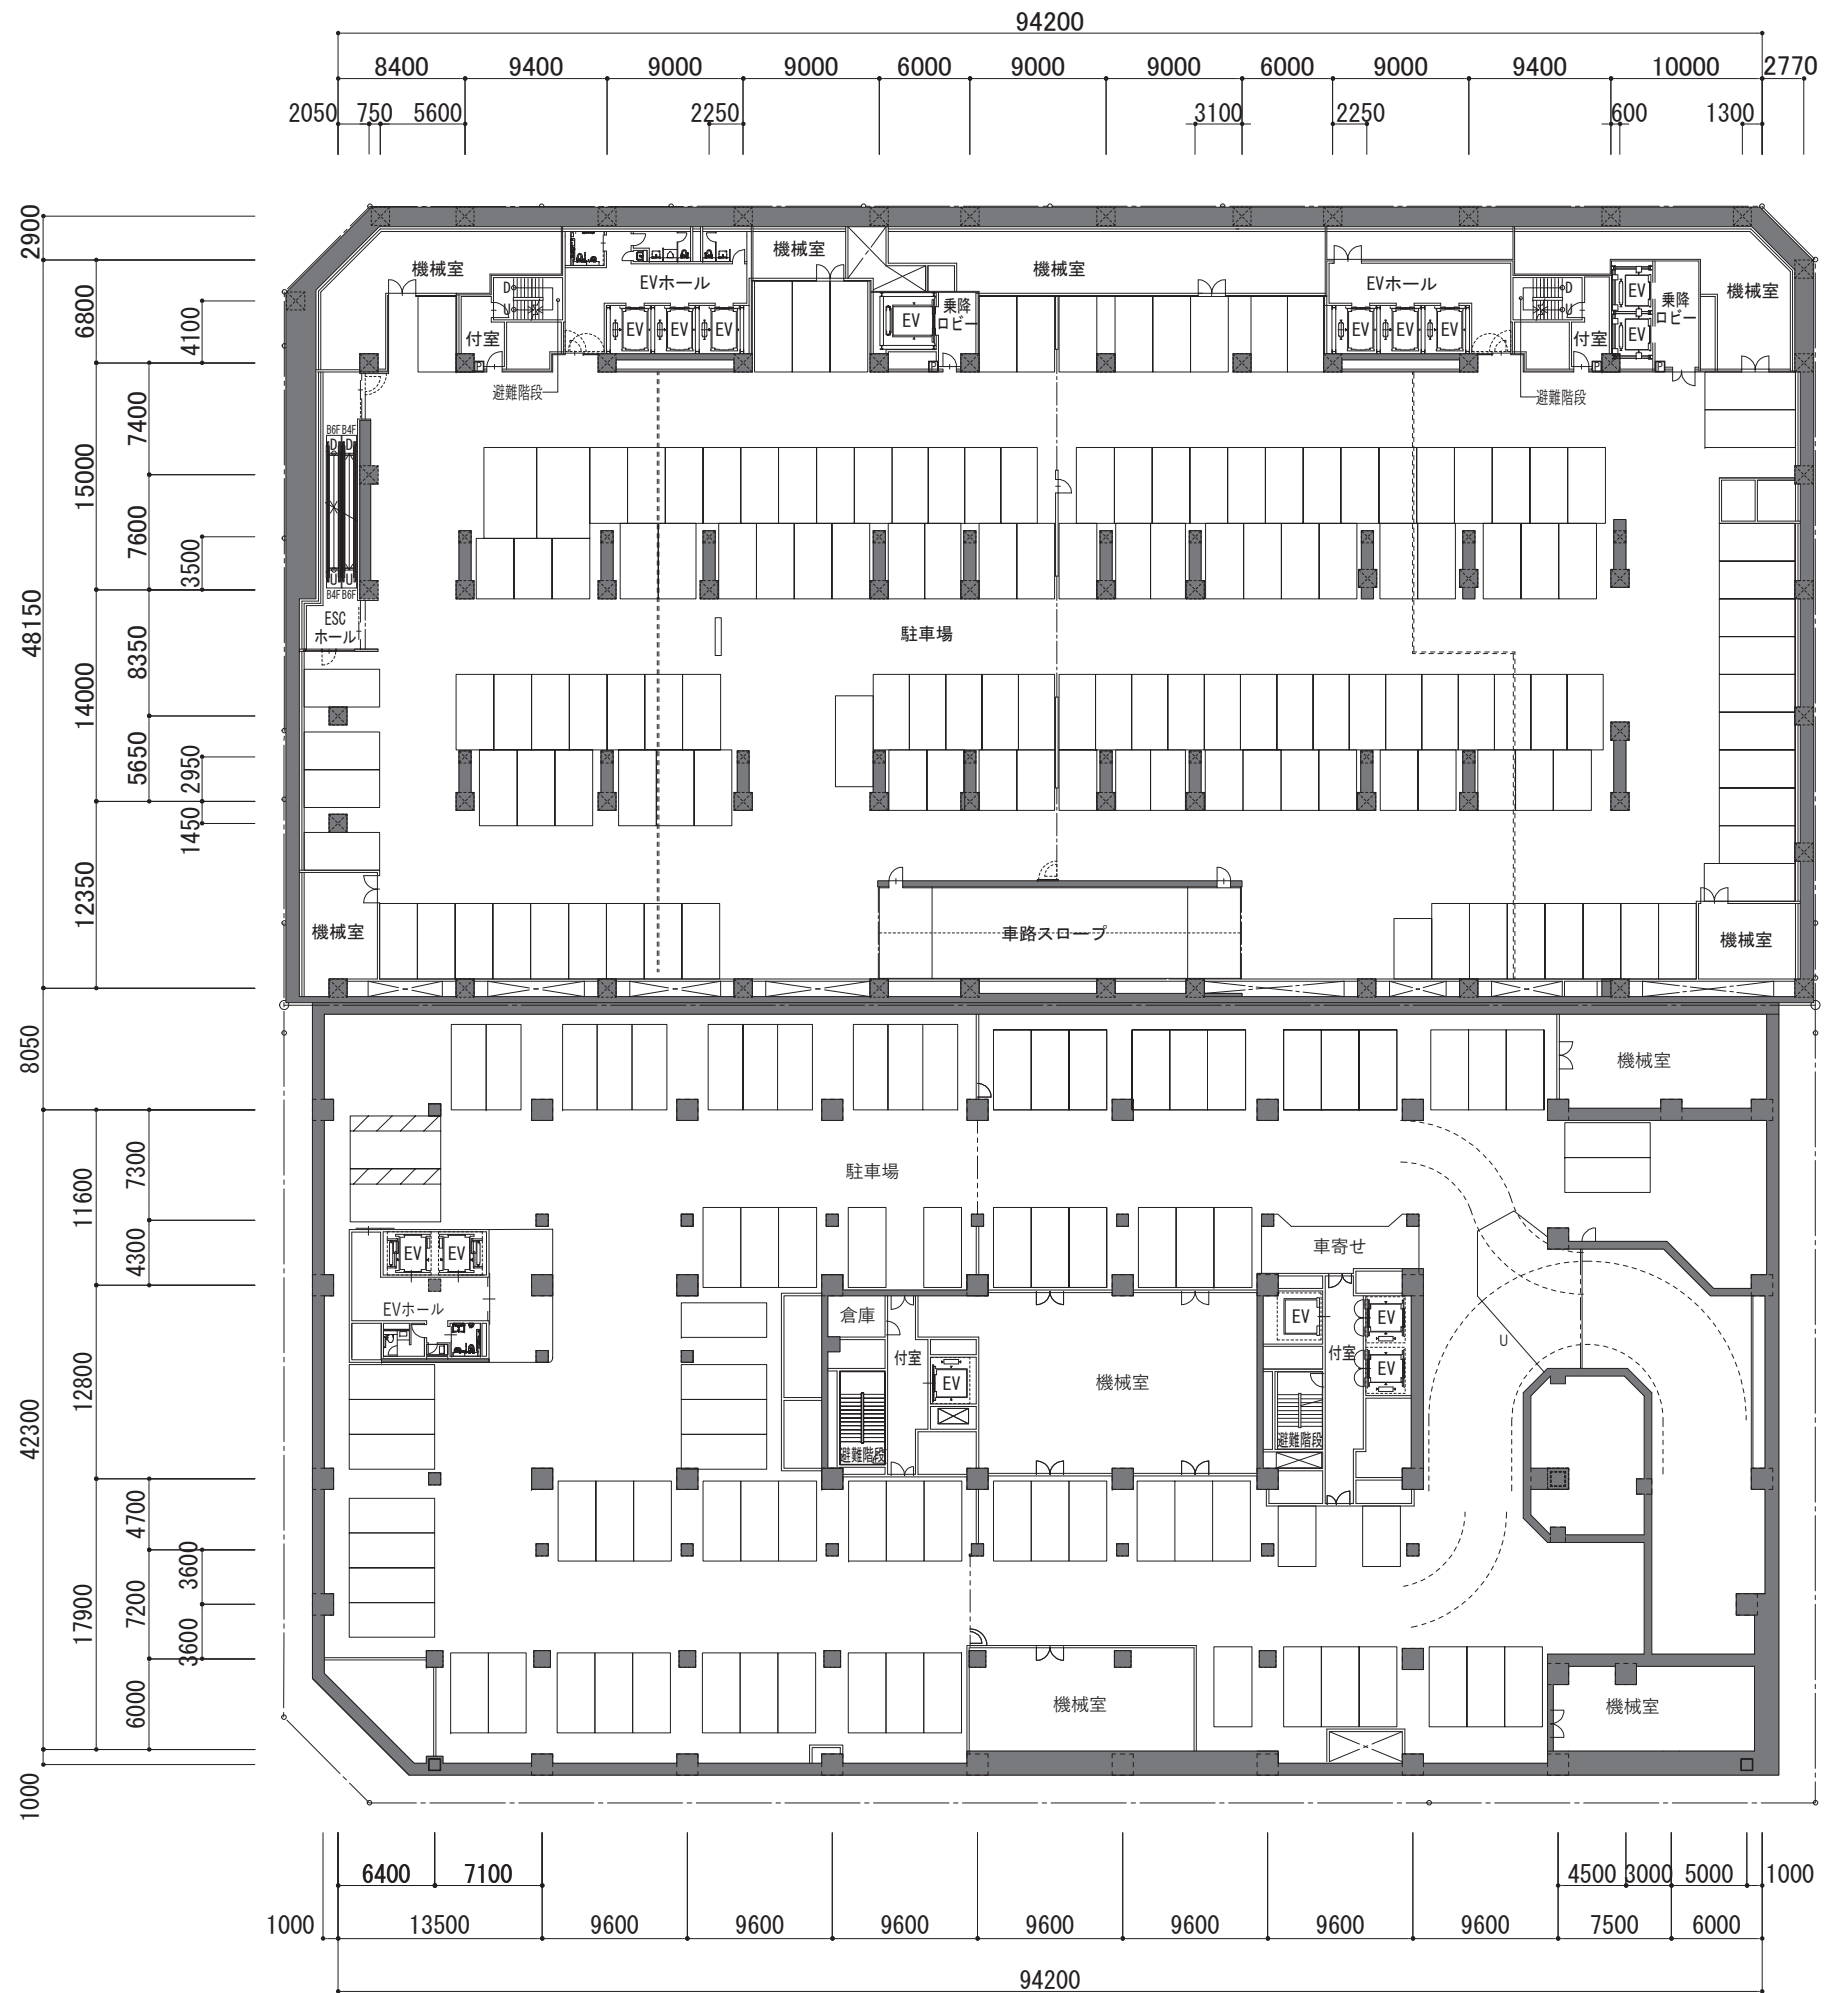 94200
8400 9400 9000 9000 6000 9000 9000 6000 9000 9400 10000 2770
2050 750 5600 2250 3100 2250 600 1300
2900
6800
4100
48150
15000
7400
7600
3500
14000
8350
5650
2950
1450
12350
8050
42300
11600
7300
4300
12800
17900
4700
7200
3600
3600
6000
1000
機械室
EVホール
機械室
機械室
EVホール
機械室
D
U
付室
EV EV EV
EV
乗降
ロビー
EV EV EV
D
U
付室
EV
EV
乗降
ロビー
避難階段
避難階段
B6F B4F
D D
U U
B4F B6F
ESC
ホール
駐車場
機械室
車路スロープ
機械室
機械室
駐車場
車寄せ
EV EV
EVホール
倉庫
付室
EV
避難階段
機械室
EV
EV
EV
付室
避難階段
U
機械室
機械室
6400 7100 4500 3000 5000 1000
1000 13500 9600 9600 9600 9600 9600 9600 9600 7500 6000
94200